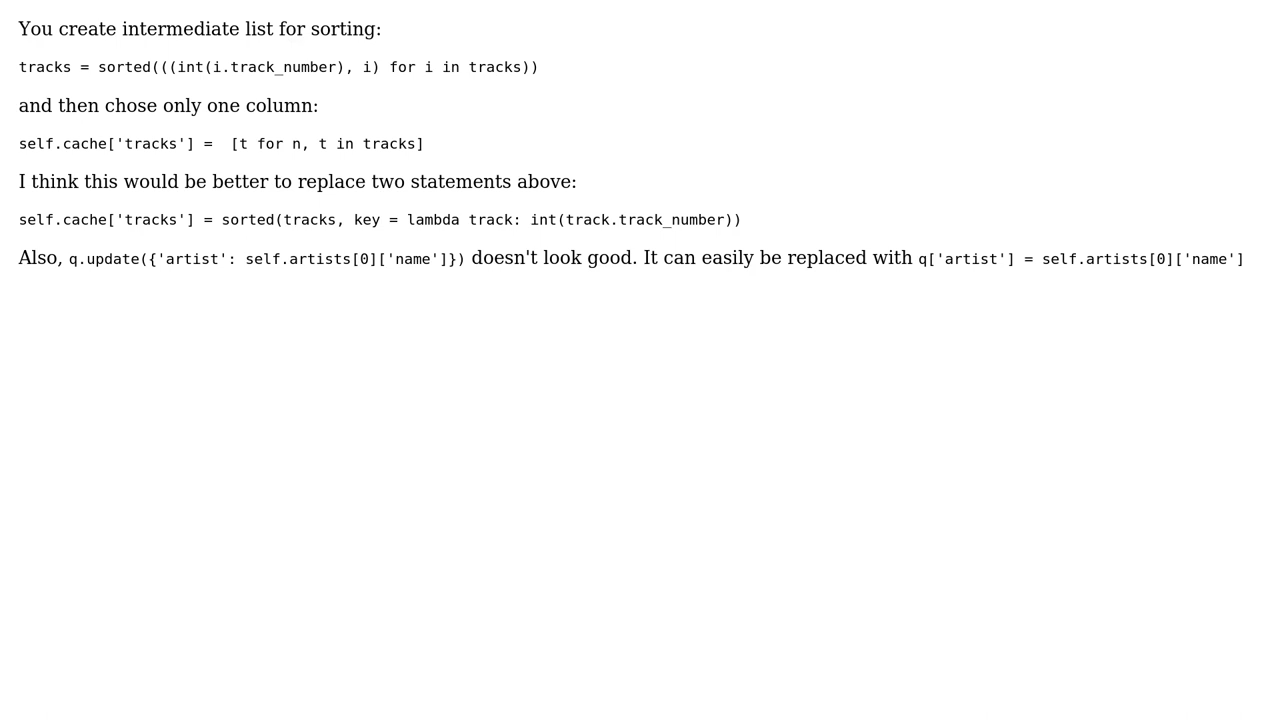 You create intermediate list for sorting:
tracks = sorted(((int(i.track_number), i) for i in tracks))
and then chose only one column:
self.cache['tracks'] =  [t for n, t in tracks]
I think this would be better to replace two statements above:
self.cache['tracks'] = sorted(tracks, key = lambda track: int(track.track_number))
Also, q.update({'artist': self.artists[0]['name']}) doesn't look good. It can easily be replaced with q['artist'] = self.artists[0]['name']